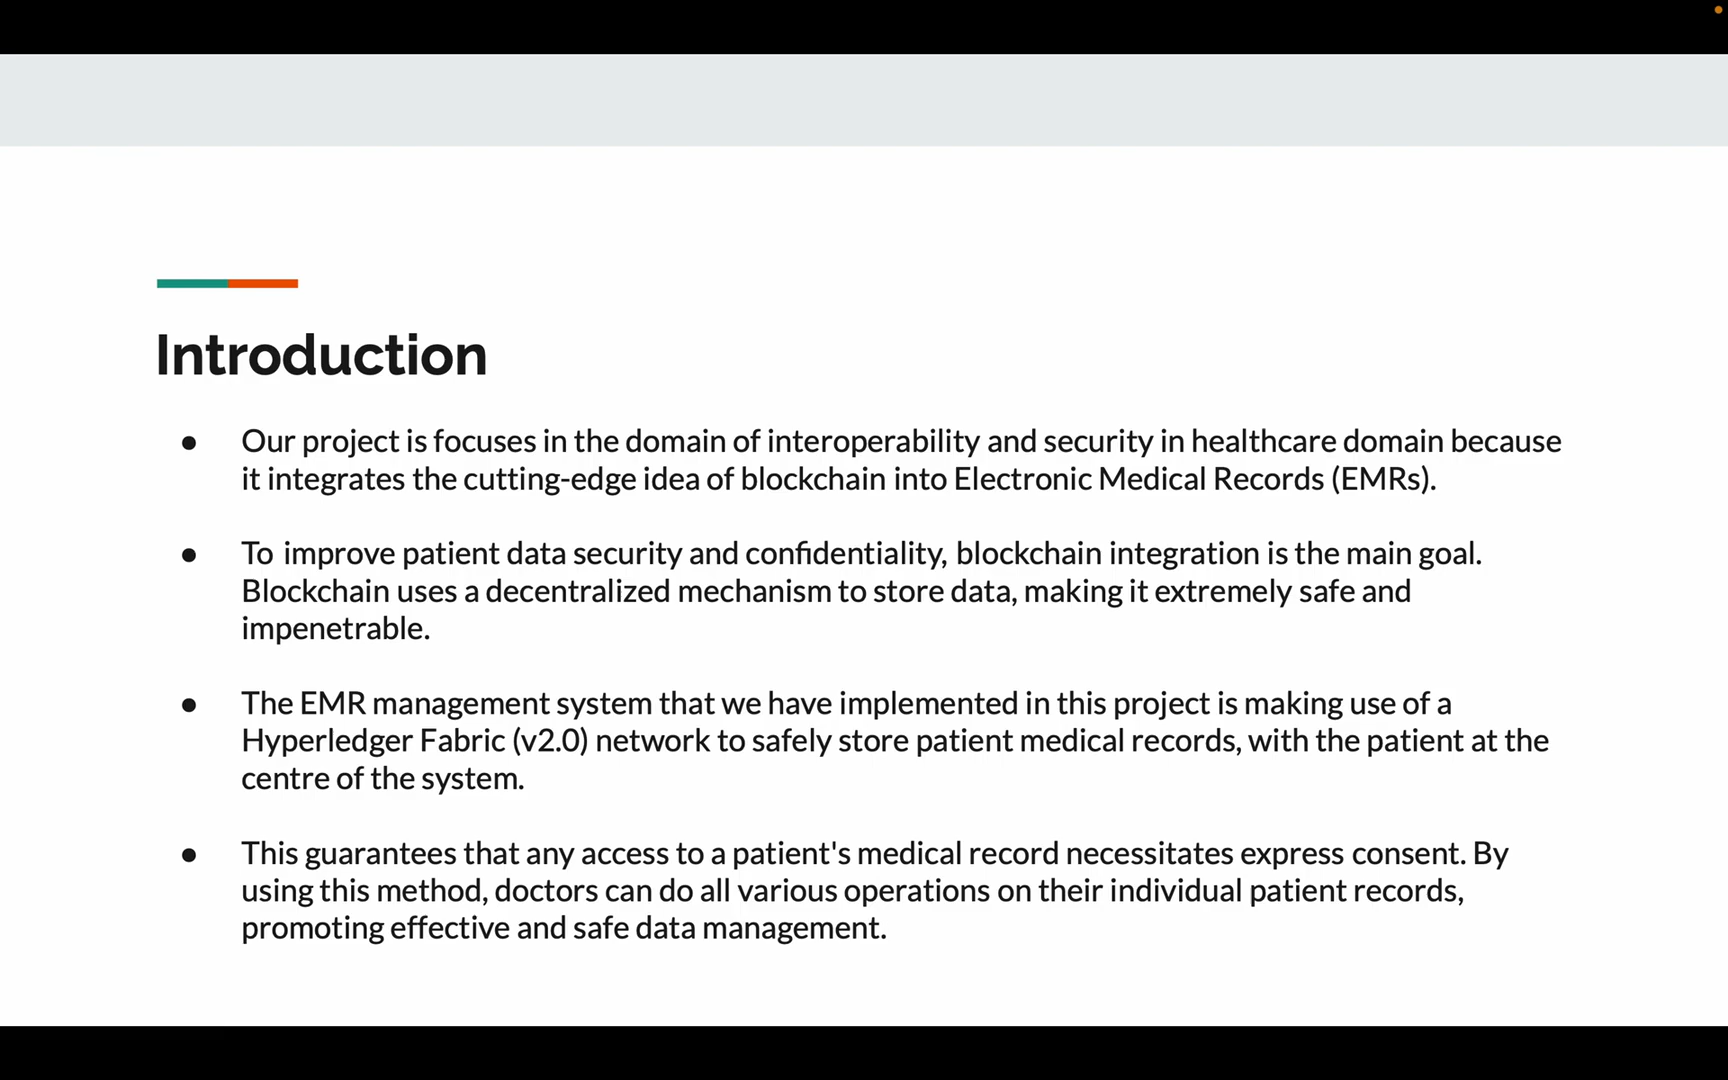 Introduction
● Our project is focuses in the domain of interoperability and security in healthcare domain because
it integrates the cutting-edge idea of blockchain into Electronic Medical Records (EMRs).
● To improve patient data security and confidentiality, blockchain integration is the main goal.
Blockchain uses a decentralized mechanism to store data, making it extremely safe and
impenetrable.
● The EMR management system that we have implemented in this project is making use of a
Hyperledger Fabric (v2.0) network to safely store patient medical records, with the patient at the
centre of the system.
● This guarantees that any access to a patient's medical record necessitates express consent. By
using this method, doctors can do all various operations on their individual patient records,
promoting effective and safe data management.